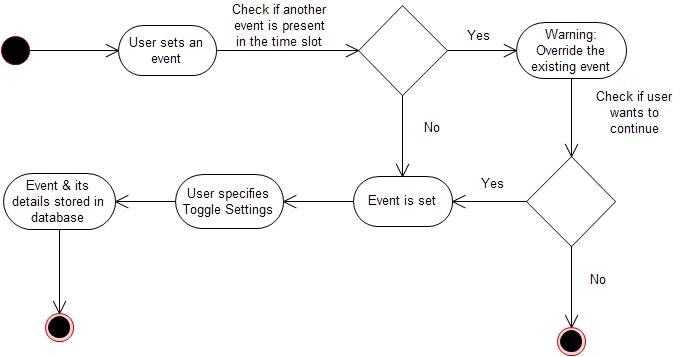 User sets an
event
Check if another
event is present
in the time slot
Yes
Warning:
Override the
existing event
Check if user
wants to
continue
No
Yes
Event is set
User specifies
Toggle Settings
Event & its
details stored in
database
No